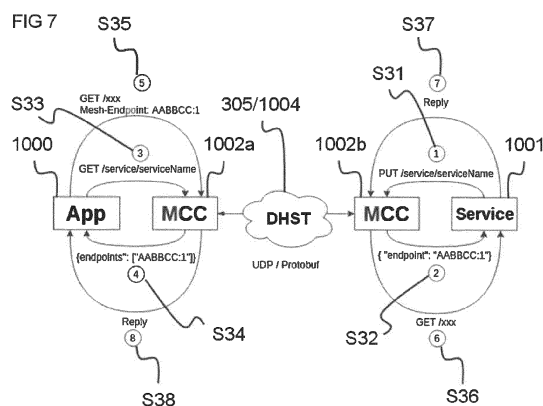 FIG 7
S35
S37
5
7
GET /xxx
Mesh-Endpoint: AABBCC:1
Reply
S33
S31
3
305/1004
1
1000
GET /service/serviceName
1002a
1002b
PUT /service/serviceName
1001
App
MCC
DHST
MCC
Service
UDP / Protobuf
{endpoints": ["AABBCC:1"]}
{ "endpoint": "AABBCC:1"}
4
2
Reply
S34
S32
GET /xxx
8
6
S38
S36